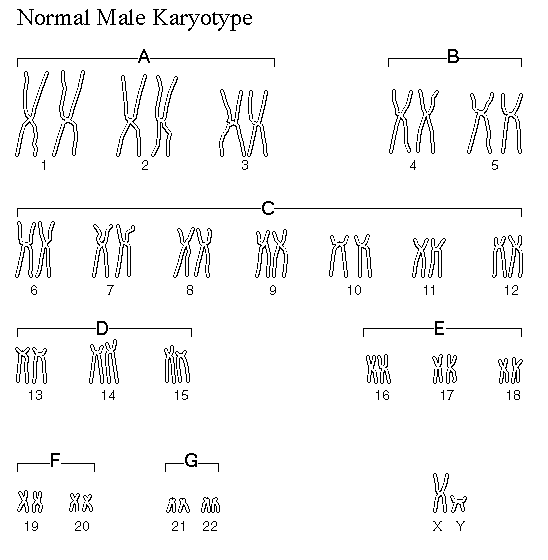 Normal Male Karyotype
A B
1 2 3 4 5
C
6 7 8 9 10 11 12
D E
13 14 15 16 17 18
F G
19 20 21 22 X Y